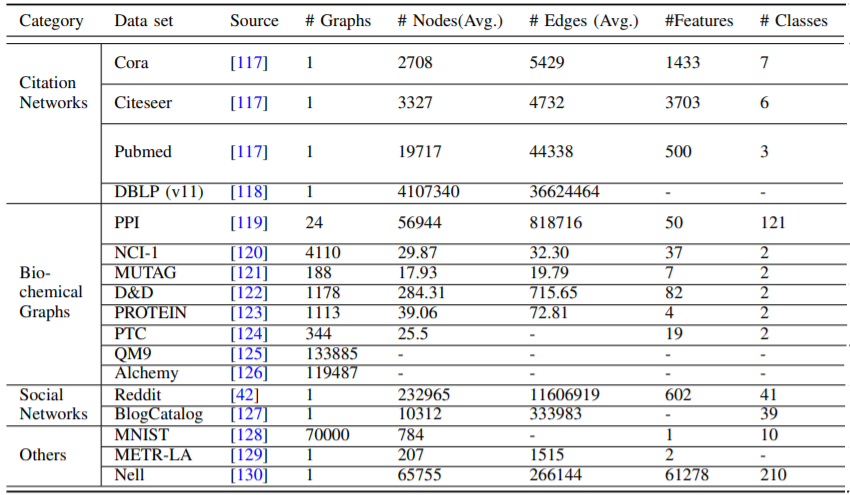 Category Data set Source # Graphs # Nodes(Avg.) # Edges (Avg.) #Features # Classes
Citation Networks
Cora [117] 1 2708 5429 1433 7
Citeseer [117] 1 3327 4732 3703 6
Pubmed [117] 1 19717 44338 500 3
DBLP (v11) [118] 1 4107340 36624464 - -
Bio-chemical Graphs
PPI [119] 24 56944 818716 50 121
NCI-1 [120] 4110 29.87 32.30 37 2
MUTAG [121] 188 17.93 19.79 7 2
D&D [122] 1178 284.31 715.65 82 2
PROTEIN [123] 1113 39.06 72.81 4 2
PTC [124] 344 25.5 - 19 2
QM9 [125] 133885 - - - -
Alchemy [126] 119487 - - - -
Social Networks
Reddit [42] 1 232965 11606919 602 41
BlogCatalog [127] 1 10312 333983 - 39
Others
MNIST [128] 70000 784 - 1 10
METR-LA [129] 1 207 1515 2 -
Nell [130] 1 65755 266144 61278 210